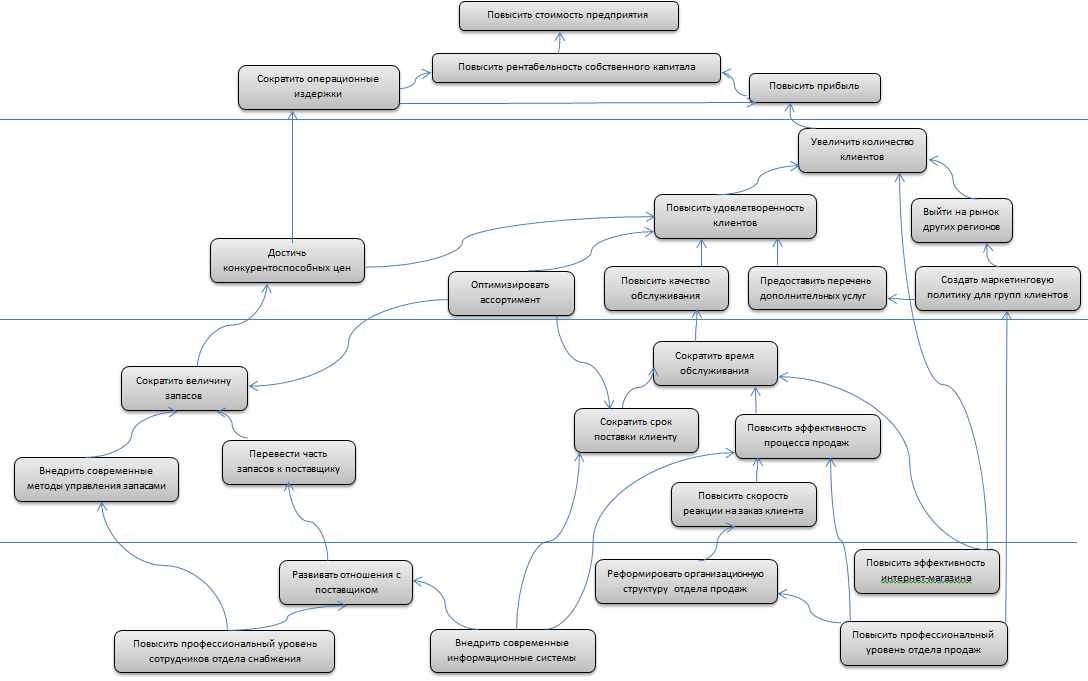 Повысить стоимость предприятия
Повысить рентабельность собственного капитала
Сократить операционные
издержки
Повысить прибыль
Увеличить количество
клиентов
Повысить удовлетворенность
клиентов
Выйти на рынок
других регионов
Достичь
конкурентоспособных цен
Оптимизировать
ассортимент
Повысить качество
обслуживания
Предоставить перечень
дополнительных услуг
Создать маркетинговую
политику для групп клиентов
Сократить время
обслуживания
Сократить величину
запасов
Сократить срок
поставки клиенту
Повысить эффективность
процесса продаж
Внедрить современные
методы управления запасами
Перевести часть
запасов к поставщику
Повысить скорость
реакции на заказ клиента
Развивать отношения с
поставщиком
Реформировать организационную
структуру отдела продаж
Повысить эффективность
интернет-магазина
Повысить профессиональный уровень
сотрудников отдела снабжения
Внедрить современные
информационные системы
Повысить профессиональный
уровень отдела продаж